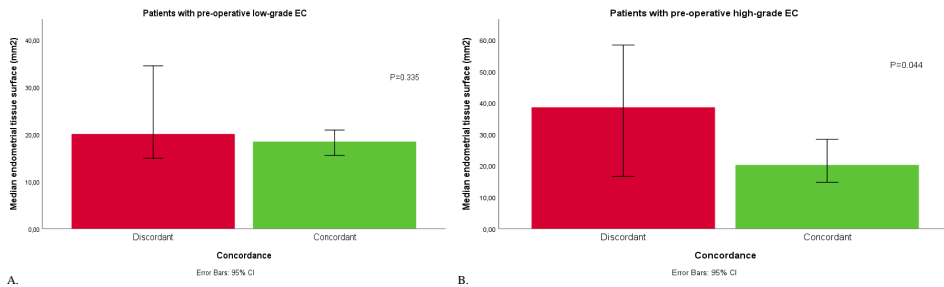 Patients with pre-operative low-grade EC
Median endometrial tissue surface (mm2)
40,00
30,00
20,00
10,00
0,00
P=0.335
Discordant
Concordant
Concordance
Error Bars: 95% CI
A.
Patients with pre-operative high-grade EC
Median endometrial tissue surface (mm2)
60,00
50,00
40,00
30,00
20,00
10,00
0,00
P=0.044
Discordant
Concordant
Concordance
Error Bars: 95% CI
B.